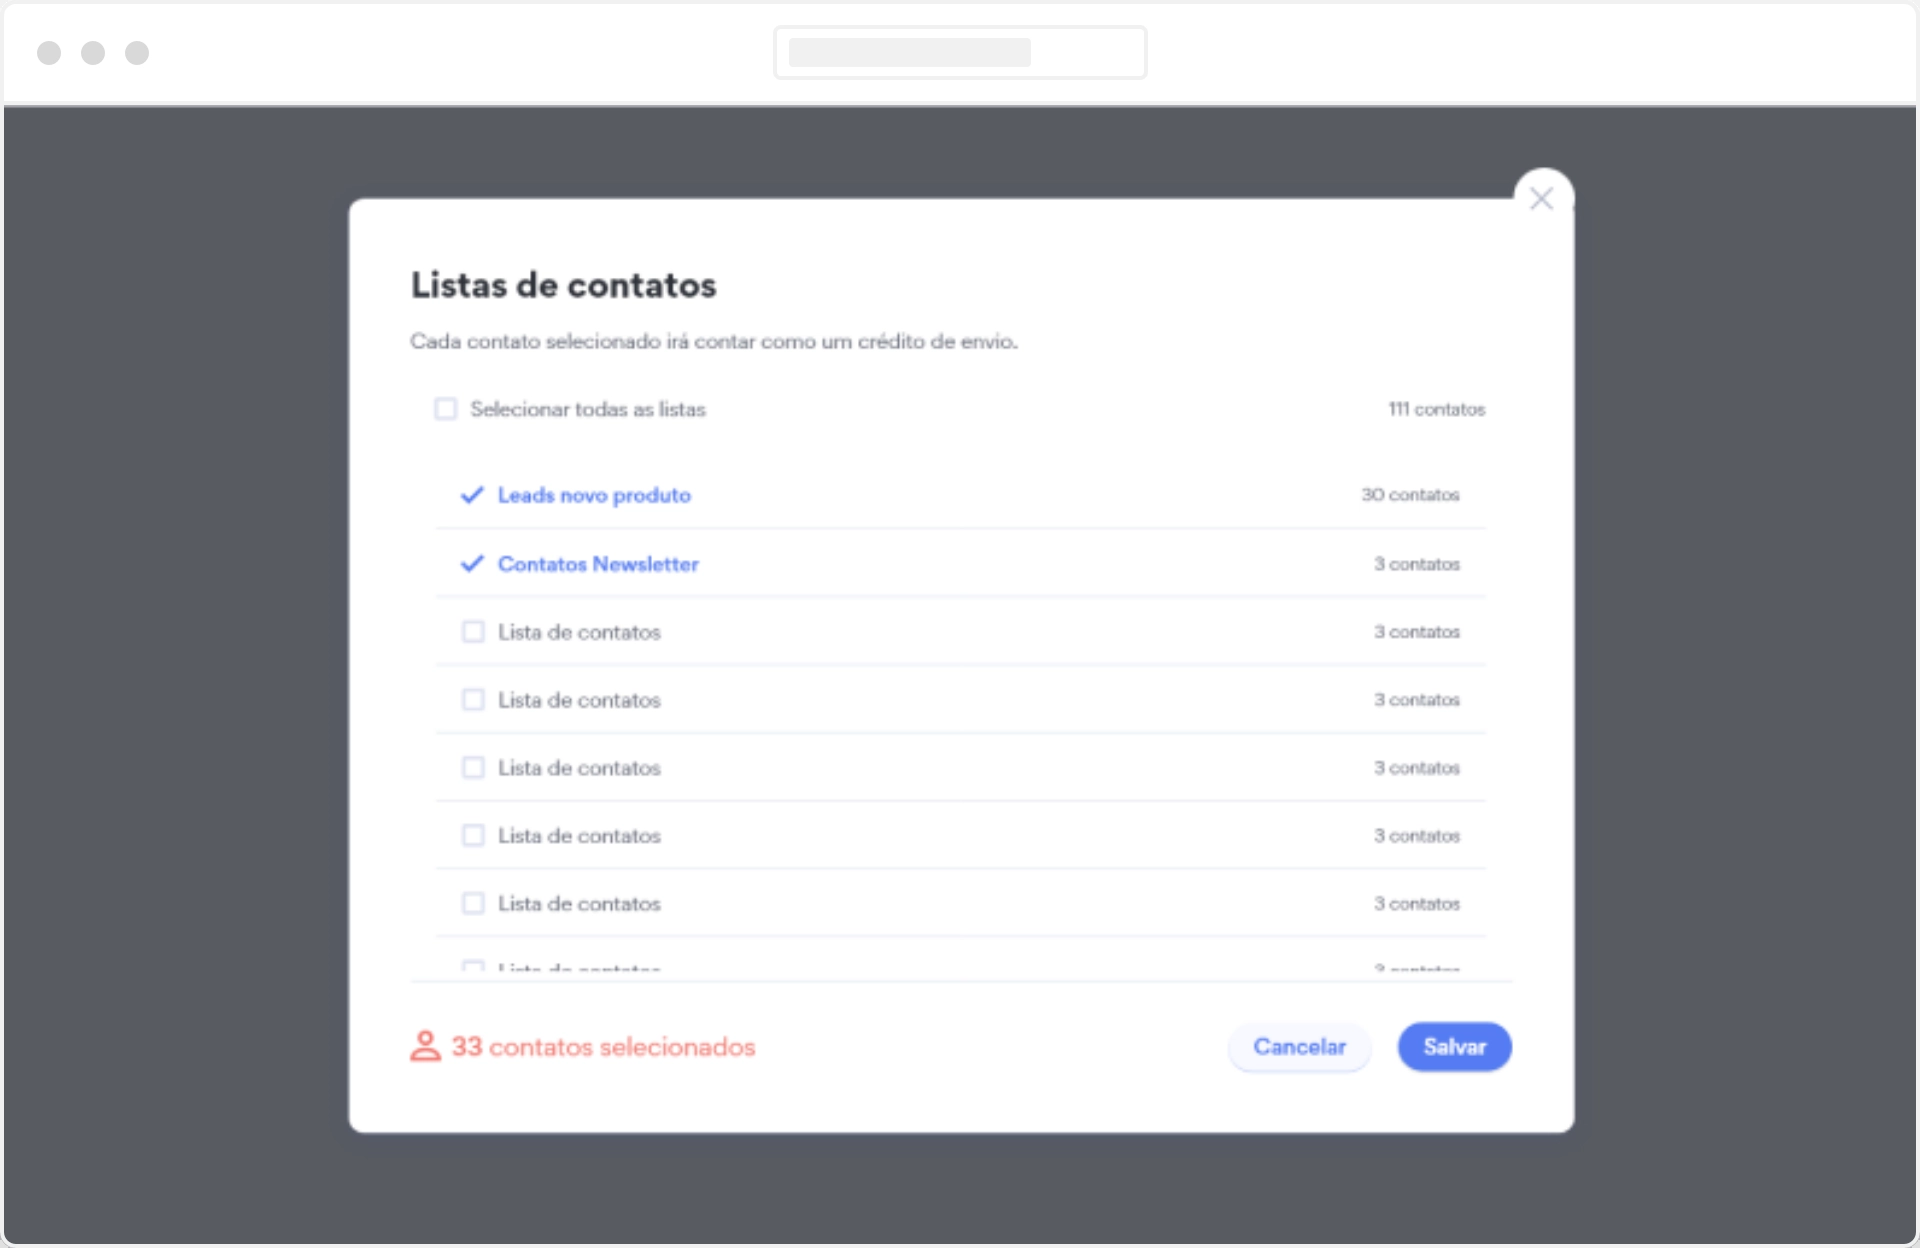 Listas de contatos
Cada contato selecionado irá contar como um crédito de envio.
Selecionar todas as listas 111 contatos
Leads novo produto 30 contatos
Contatos Newsletter 3 contatos
Lista de contatos 3 contatos
Lista de contatos 3 contatos
Lista de contatos 3 contatos
Lista de contatos 3 contatos
Lista de contatos 3 contatos
33 contatos selecionados Cancelar Salvar